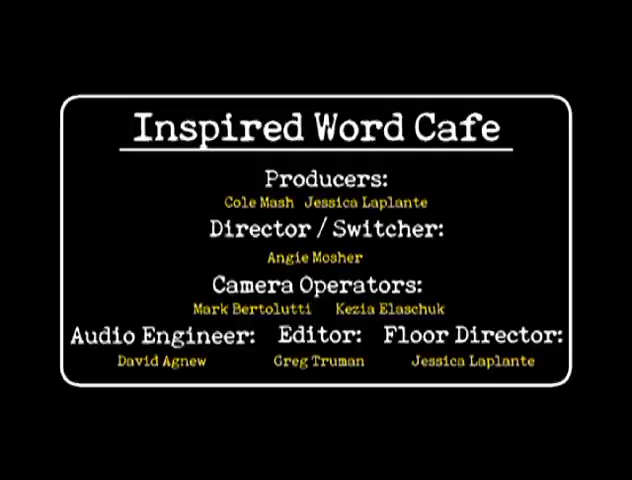 Inspired Word Cafe
Producers:
Cole Mash Jessica Laplante
Director / Switcher:
Angie Mosher
Camera Operators:
Mark Bertolutti Kezia Elaschuk
Audio Engineer: Editor: Floor Director:
David Agnew Greg Truman Jessica Laplante